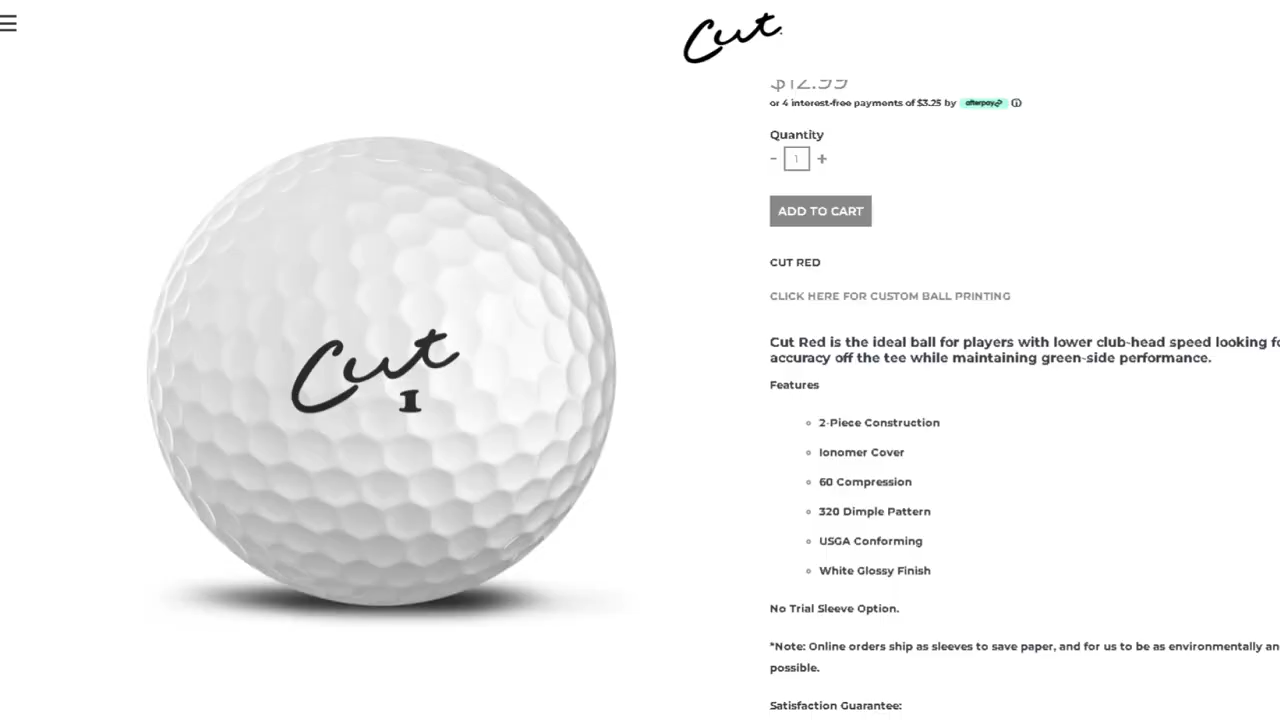 Cut
$12.99
or 4 interest-free payments of $3.25 by afterpay
Quantity
- 1 +
ADD TO CART
CUT RED
CLICK HERE FOR CUSTOM BALL PRINTING
Cut Red is the ideal ball for players with lower club-head speed looking
accuracy off the tee while maintaining green-side performance.
Features
2-Piece Construction
Ionomer Cover
60 Compression
320 Dimple Pattern
USGA Conforming
White Glossy Finish
No Trial Sleeve Option.
*Note: Online orders ship as sleeves to save paper, and for us to be as environmentally
possible.
Satisfaction Guarantee:
Cut
1